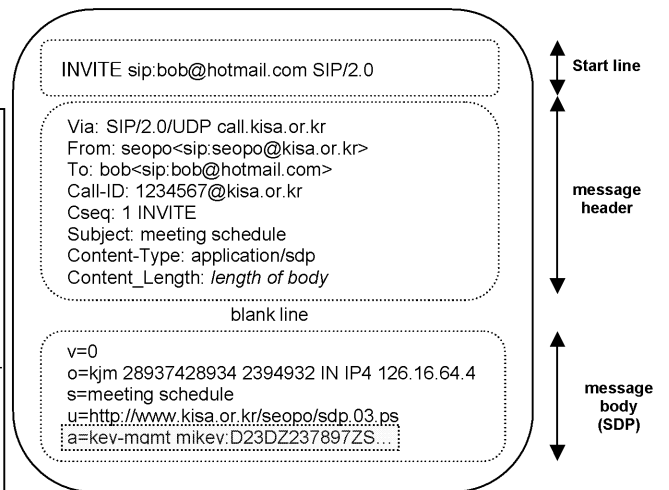 INVITE sip:bob@hotmail.com SIP/2.0
Start line
Via: SIP/2.0/UDP call.kisa.or.kr
From: seopo<sip:seopo@kisa.or.kr>
To: bob<sip:bob@hotmail.com>
Call-ID: 1234567@kisa.or.kr
Cseq: 1 INVITE
Subject: meeting schedule
Content-Type: application/sdp
Content_Length: length of body
message
header
blank line
v=0
o=kjm 28937428934 2394932 IN IP4 126.16.64.4
s=meeting schedule
u=http://www.kisa.or.kr/seopo/sdp.03.ps
a=key-mgmt mikey:D23DZ237897ZS...
message
body
(SDP)